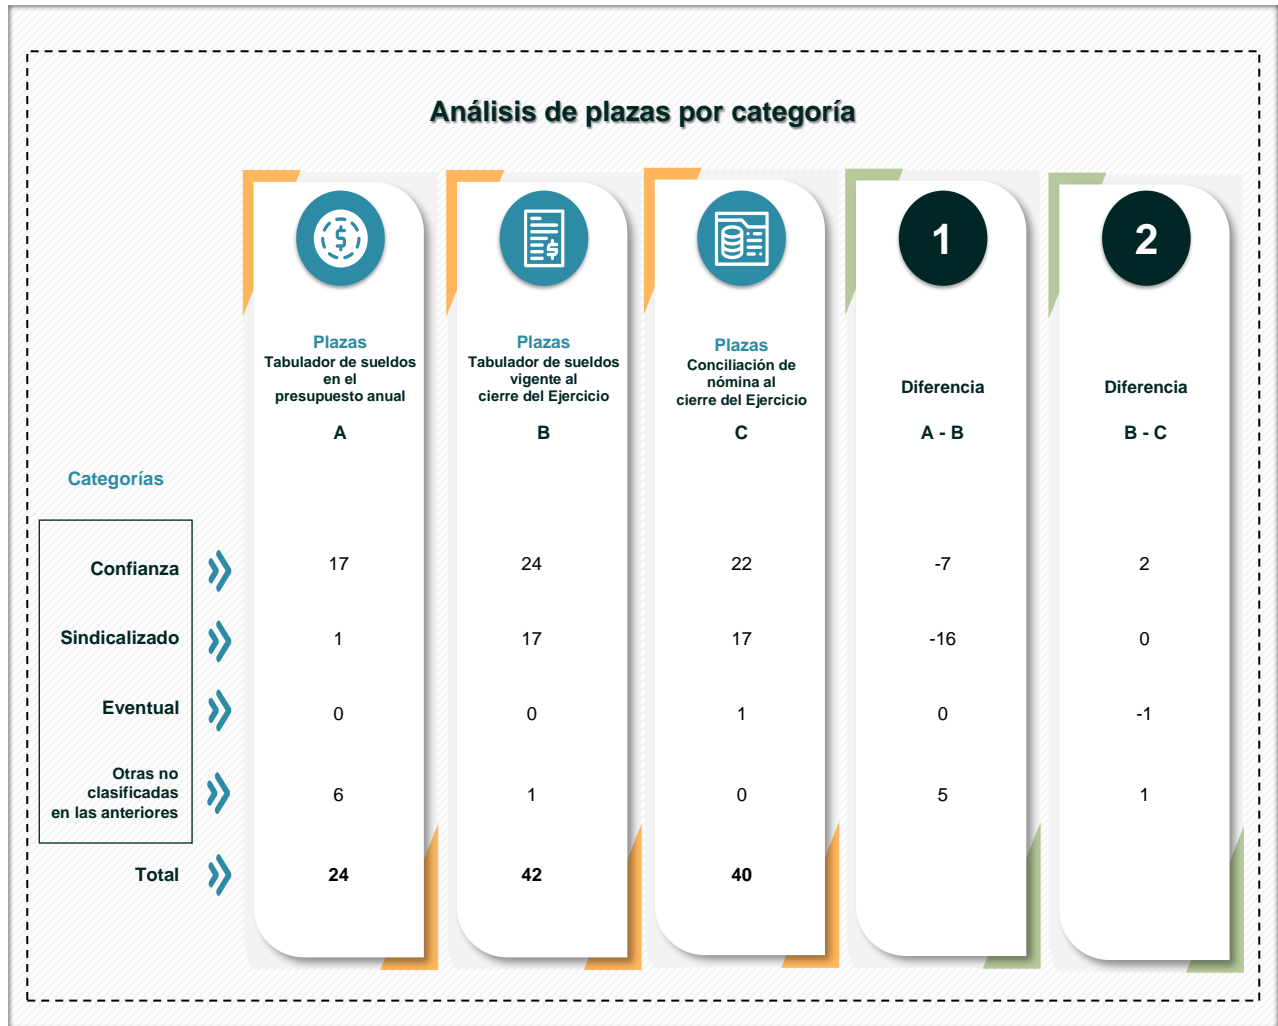 Análisis de plazas por categoría
$
$
1
2
Plazas
Tabulador de sueldos
en el
presupuesto anual
A
Plazas
Tabulador de sueldos
vigente al
cierre del Ejercicio
B
Plazas
Conciliación de
nómina al
cierre del Ejercicio
C
Diferencia
A - B
Diferencia
B - C
Categorías
Confianza 17 24 22 -7 2
Sindicalizado 1 17 17 -16 0
Eventual 0 0 1 0 -1
Otras no
clasificadas
en las anteriores
6 1 0 5 1
Total 24 42 40